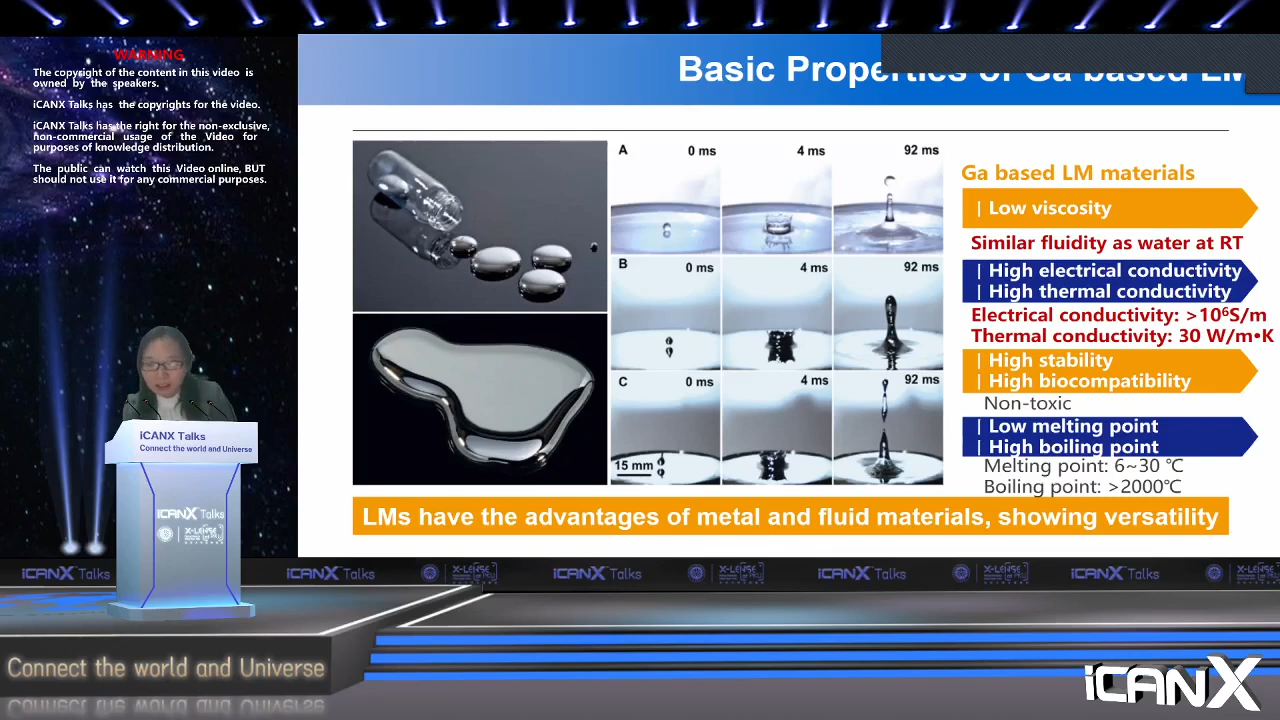 WARNING
The copyright of the content in this video is
owned by the speakers.
iCANX Talks has the copyrights for the video.
iCANX Talks has the right for the non-exclusive,
non-commercial usage of the Video for
purposes of knowledge distribution.
The public can watch this Video online, BUT
should not use it for any commercial purposes.
Basic Properties of Ga based LM
A 0 ms 4 ms 92 ms
B 0 ms 4 ms 92 ms
C 0 ms 4 ms 92 ms
15 mm
Ga based LM materials
| Low viscosity
Similar fluidity as water at RT
| High electrical conductivity
| High thermal conductivity
Electrical conductivity: >10⁶S/m
Thermal conductivity: 30 W/m•K
| High stability
| High biocompatibility
Non-toxic
| Low melting point
| High boiling point
Melting point: 6~30 ℃
Boiling point: >2000℃
LMs have the advantages of metal and fluid materials, showing versatility
iCANX Talks
Connect the world and Universe
iCANX Talks
X-LENSE
iCANX Talks
iCANX Talks
X-LENSE
iCANX Talks
X-LENSE
iCANX Talks
X-LENSE
iCANX Talks
Connect the world and Universe
iCANX